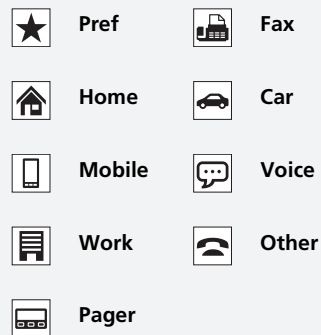 Pref
Fax
Home
Car
Mobile
Voice
Work
Other
Pager